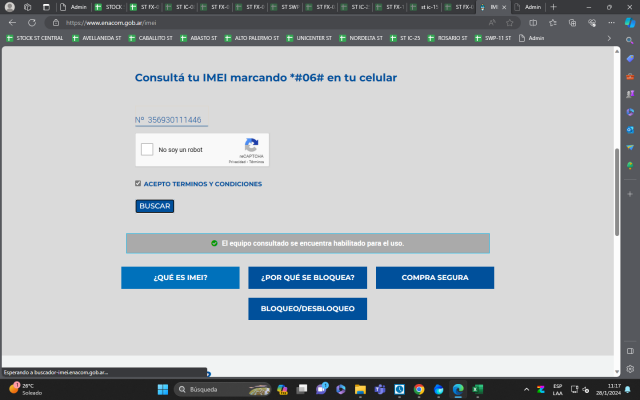 Admin
STOCK
ST FX-
ST IC-
ST FX-
ST FX-
ST SW
ST FX-
ST FX-
ST IC-2
ST FX-
st ic-1
ST FX-
IMEI
https://www.enacom.gob.ar/imei
STOCK ST CENTRAL
AVELLANEDA ST
CABALLITO ST
ABASTO ST
ALTO PALERMO ST
UNICENTER ST
NORDELTA ST
ST IC-25
ROSARIO ST
SWP-11 ST
Admin
Consultá tu IMEI marcando *#06# en tu celular
Nº 356930111446
No soy un robot
reCAPTCHA
Privacidad - Términos
ACEPTO TERMINOS Y CONDICIONES
BUSCAR
El equipo consultado se encuentra habilitado para el uso.
¿QUÉ ES IMEI?
¿POR QUÉ SE BLOQUEA?
COMPRA SEGURA
BLOQUEO/DESBLOQUEO
Esperando a buscador-imei.enacom.gob.ar...
26°C
Soleado
Búsqueda
ESP
LAA
11:17
28/1/2024